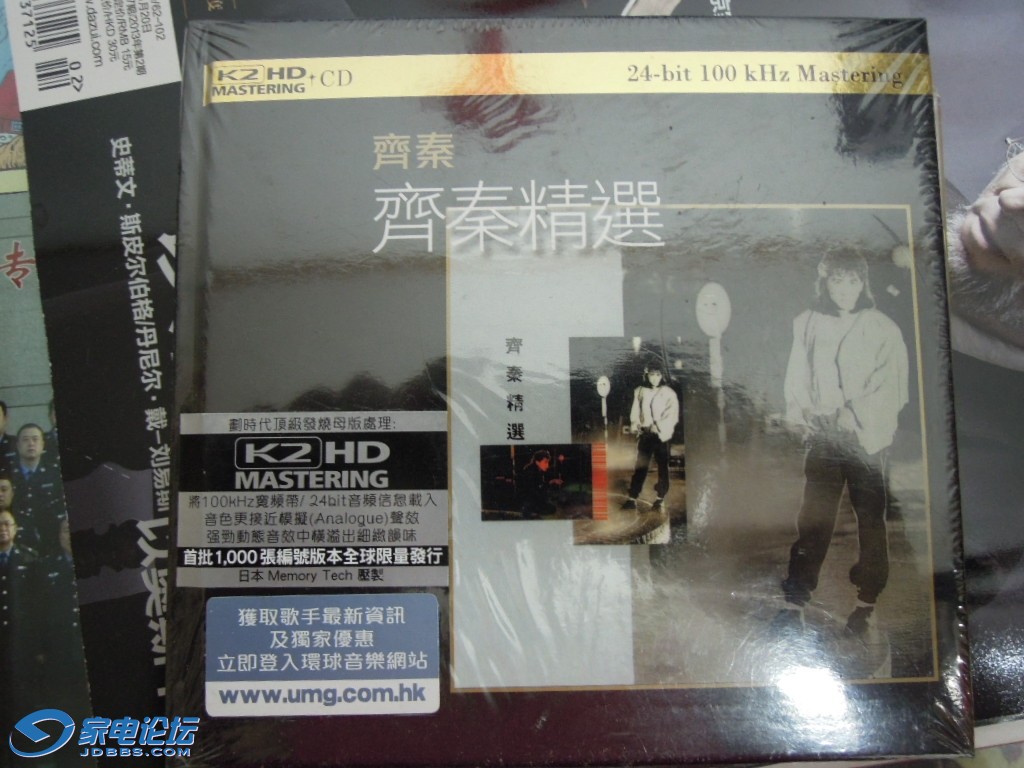 K2 HD MASTERING + CD
24-bit 100 kHz Mastering
齊秦
齊秦精選
齊秦精選
劃時代頂級發燒母版處理:
K2 HD
MASTERING
將100kHz寬頻帶/ 24bit音頻信息載入
音色更接近模擬(Analogue)聲效
强勁動態音效中橫溢出細緻韻味
首批1,000張編號版本全球限量發行
日本 Memory Tech 壓製
獲取歌手最新資訊
及獨家優惠
立即登入環球音樂網站
www.umg.com.hk
史蒂文·斯皮尔伯格/丹尼尔·戴-刘易斯
02>
专
家电论坛
JDBBS.COM